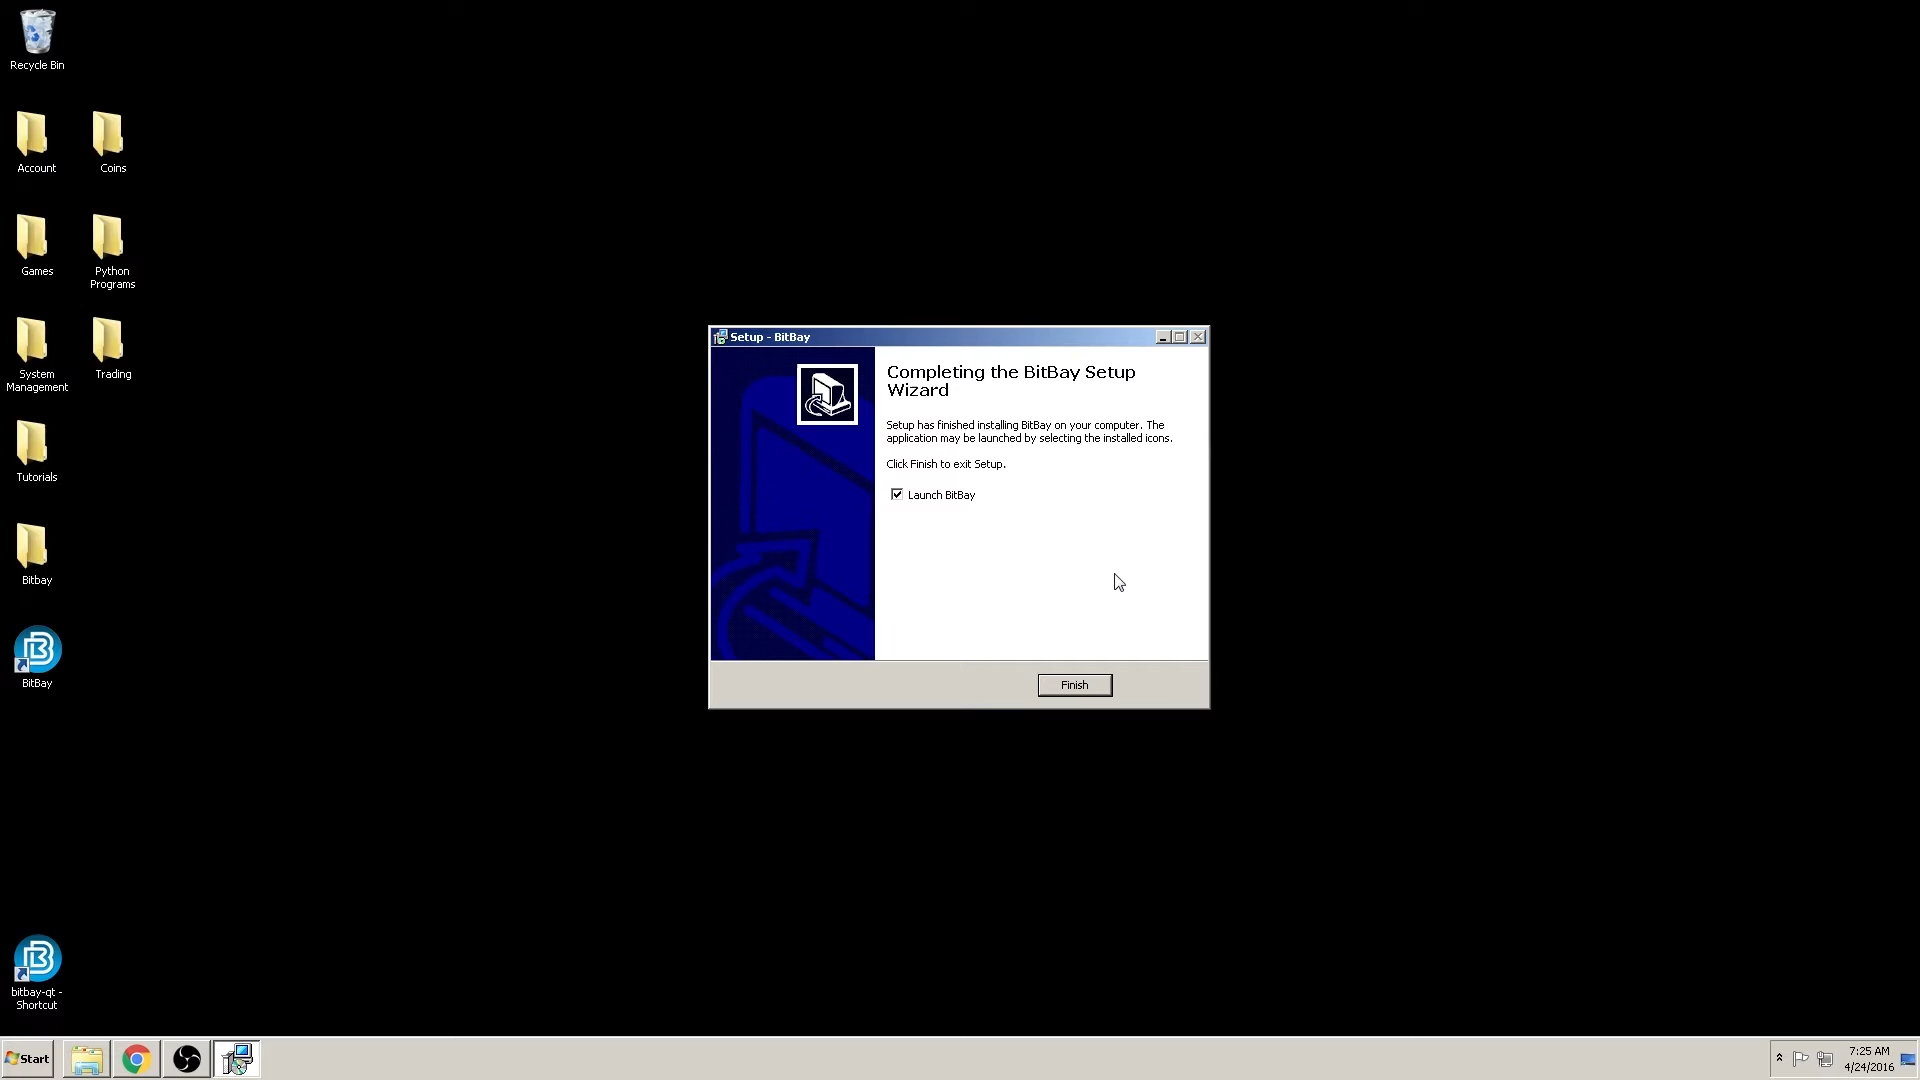 Recycle Bin
Account
Coins
Games
Python
Programs
System
Management
Trading
Tutorials
Bitbay
BitBay
bitbay-qt -
Shortcut
Setup - BitBay
Completing the BitBay Setup
Wizard
Setup has finished installing BitBay on your computer. The
application may be launched by selecting the installed icons.
Click Finish to exit Setup.
Launch BitBay
Finish
Start
7:25 AM
4/24/2016